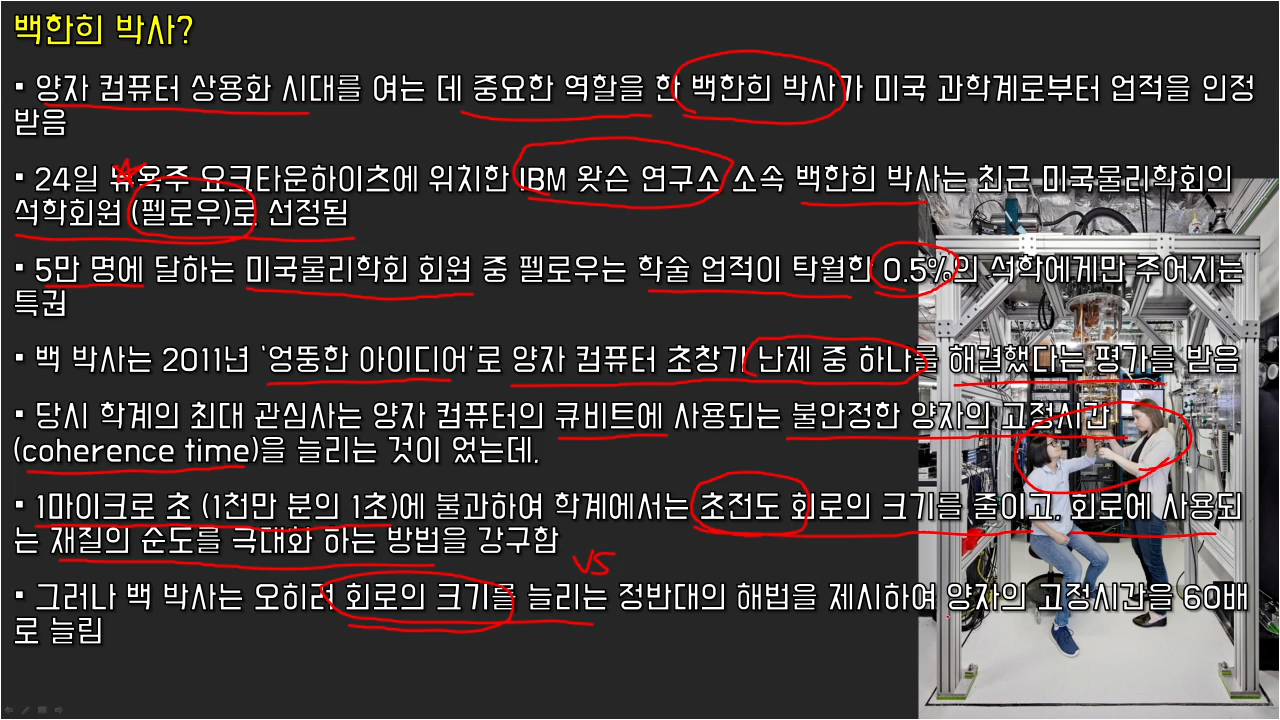 백한희 박사?
▪ 양자 컴퓨터 상용화 시대를 여는 데 중요한 역할을 한 백한희 박사가 미국 과학계로부터 업적을 인정
받음
▪ 24일 뉴욕주 요크타운하이츠에 위치한 IBM 왓슨 연구소 소속 백한희 박사는 최근 미국물리학회의
석학회원 (펠로우)로 선정됨
▪ 5만 명에 달하는 미국물리학회 회원 중 펠로우는 학술 업적이 탁월한 0.5%의 석학에게만 주어지는
특권
▪ 백 박사는 2011년 '엉뚱한 아이디어'로 양자 컴퓨터 초창기 난제 중 하나를 해결했다는 평가를 받음
▪ 당시 학계의 최대 관심사는 양자 컴퓨터의 큐비트에 사용되는 불안정한 양자의 고정시간
(coherence time)을 늘리는 것이 었는데.
▪ 1마이크로 초 (1천만 분의 1초)에 불과하여 학계에서는 초전도 회로의 크기를 줄이고, 회로에 사용되
는 재질의 순도를 극대화 하는 방법을 강구함
VS
▪ 그러나 백 박사는 오히려 회로의 크기를 늘리는 정반대의 해법을 제시하여 양자의 고정시간을 60배
로 늘림